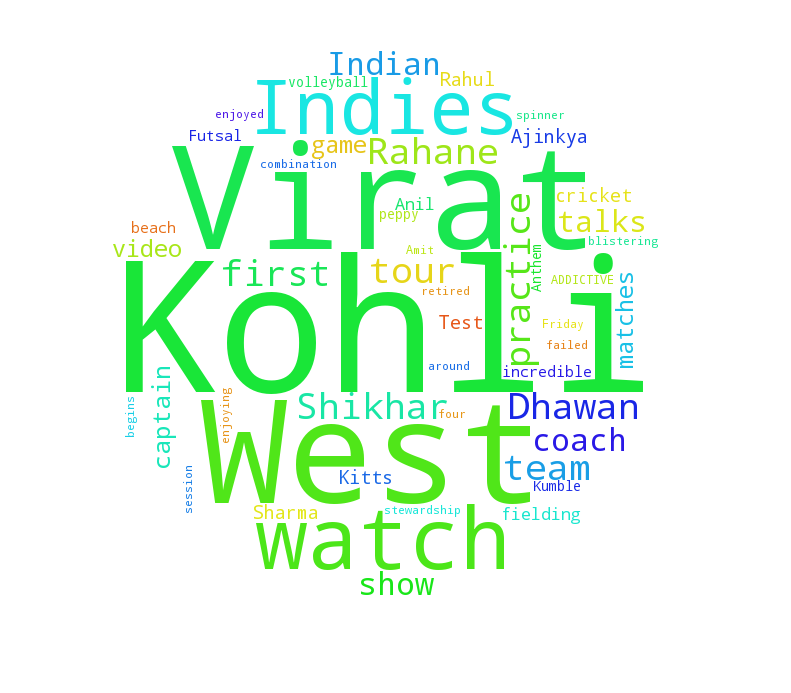 Indian
volleyball
Rahul
Indies
enjoyed
spinner
Futsal
game
Ajinkya
Rahane
Virat
combination
cricket
Anil
peppy
talks
beach
video
Amit
practice
Anthem
blistering
first
tour
ADDICTIVE
matches
Kohli
retired
Test
Friday
failed
around
incredible
captain
begins
enjoying
Shikhar
four
Dhawan
West
coach
team
session
Kitts
Kumble
Sharma
stewardship
fielding
watch
show